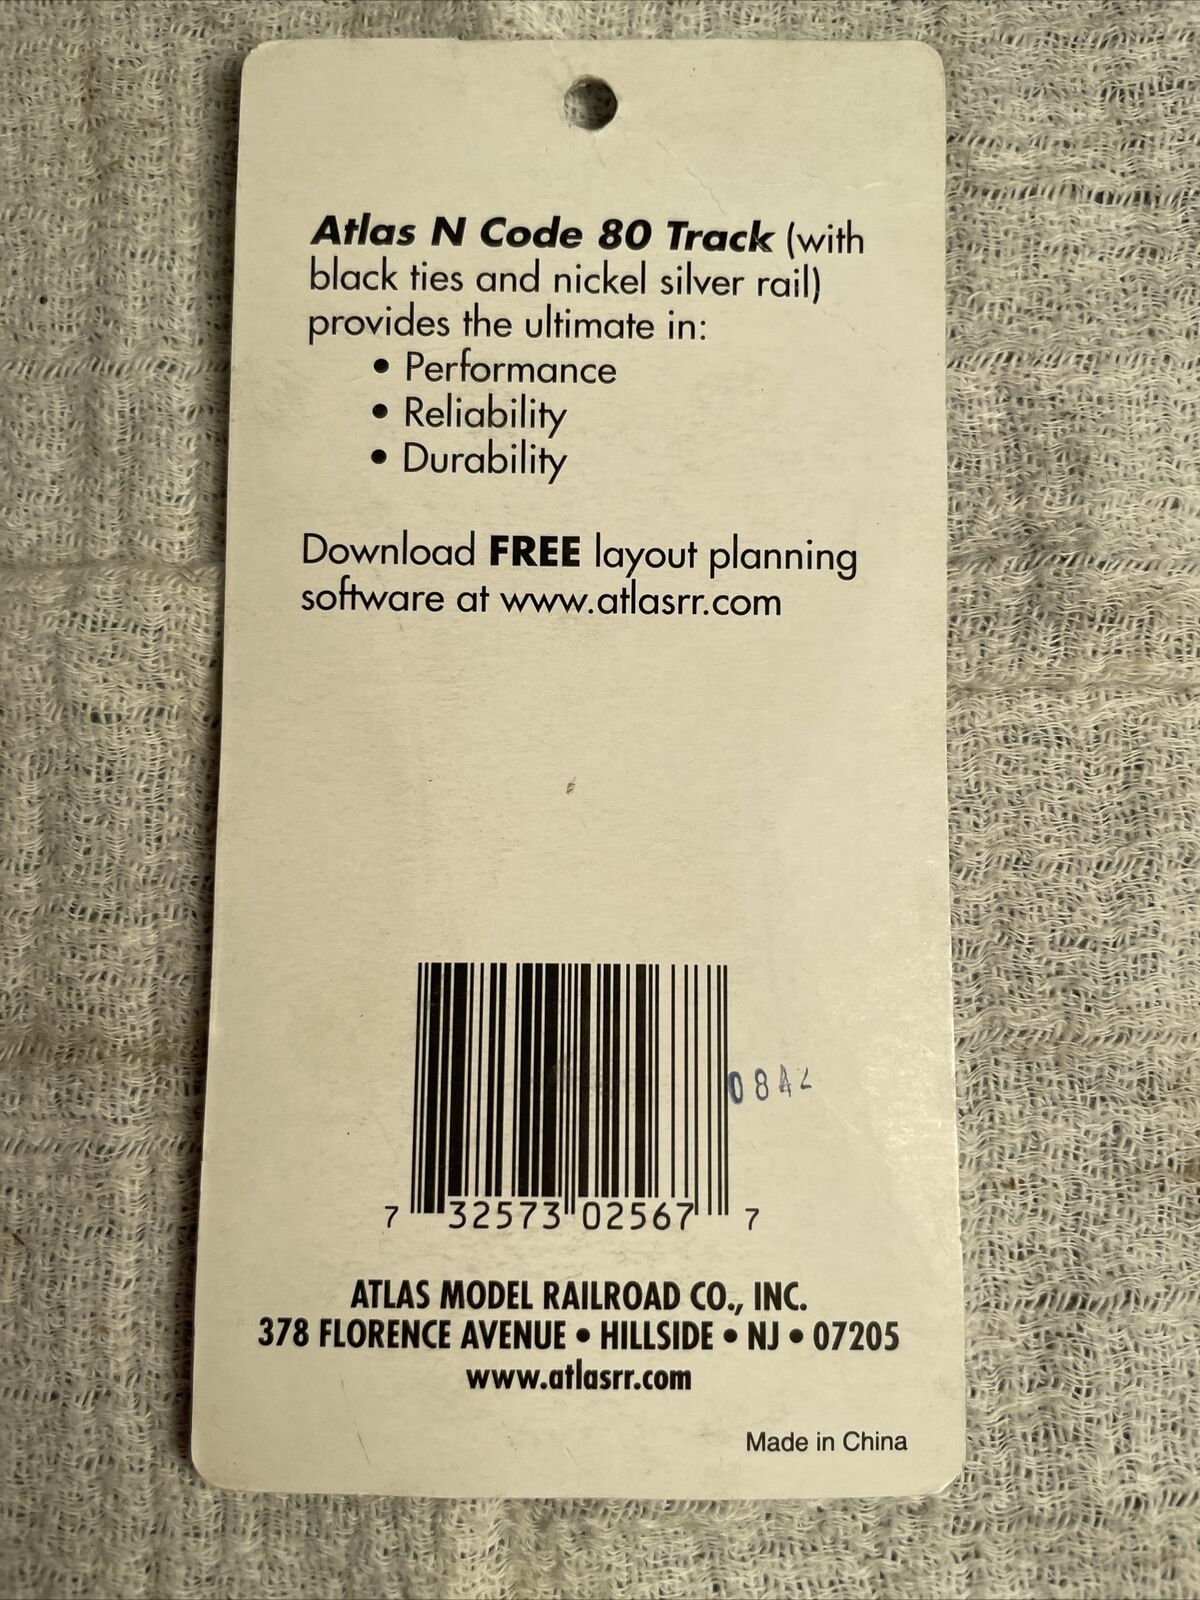 Atlas N Code 80 Track (with
black ties and nickel silver rail)
provides the ultimate in:
• Performance
• Reliability
• Durability
Download FREE layout planning
software at www.atlasrr.com
08A2
7 32573 02567 7
ATLAS MODEL RAILROAD CO., INC.
378 FLORENCE AVENUE • HILLSIDE • NJ • 07205
www.atlasrr.com
Made in China